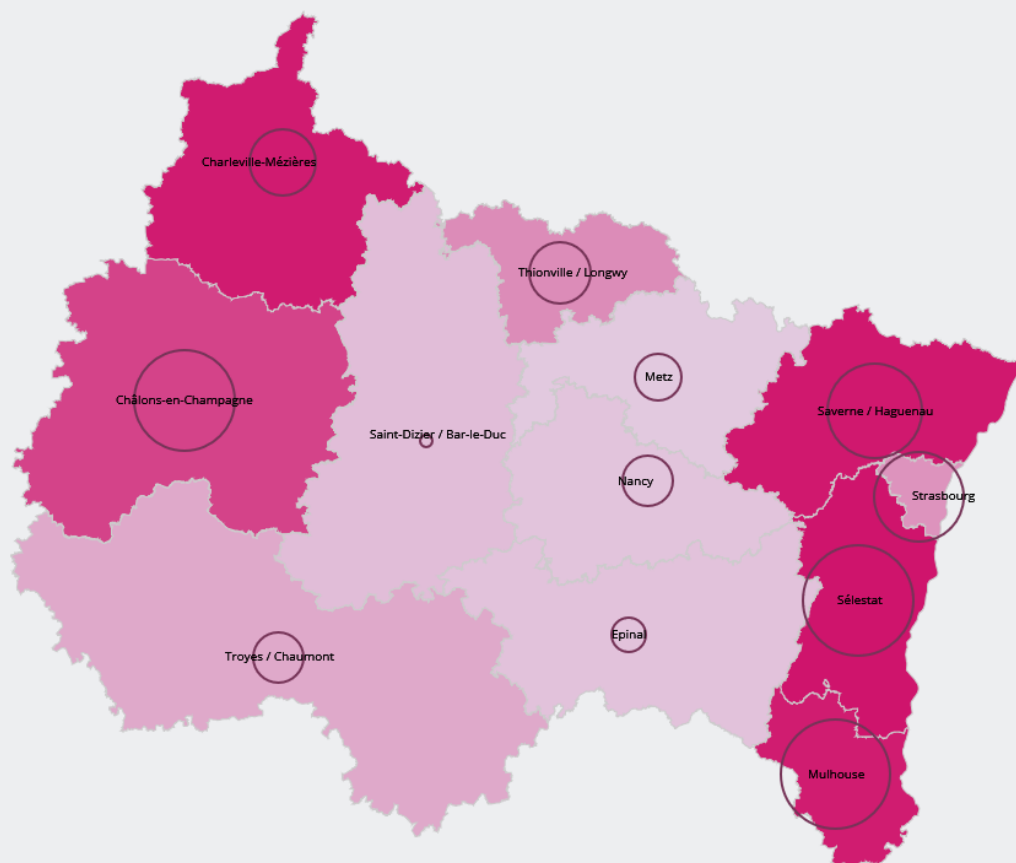 Charleville-Mézières
Thionville / Longwy
Metz
Châlons-en-Champagne
Saverne / Haguenau
Saint-Dizier / Bar-le-Duc
Nancy
Strasbourg
Sélestat
Epinal
Troyes / Chaumont
Mulhouse